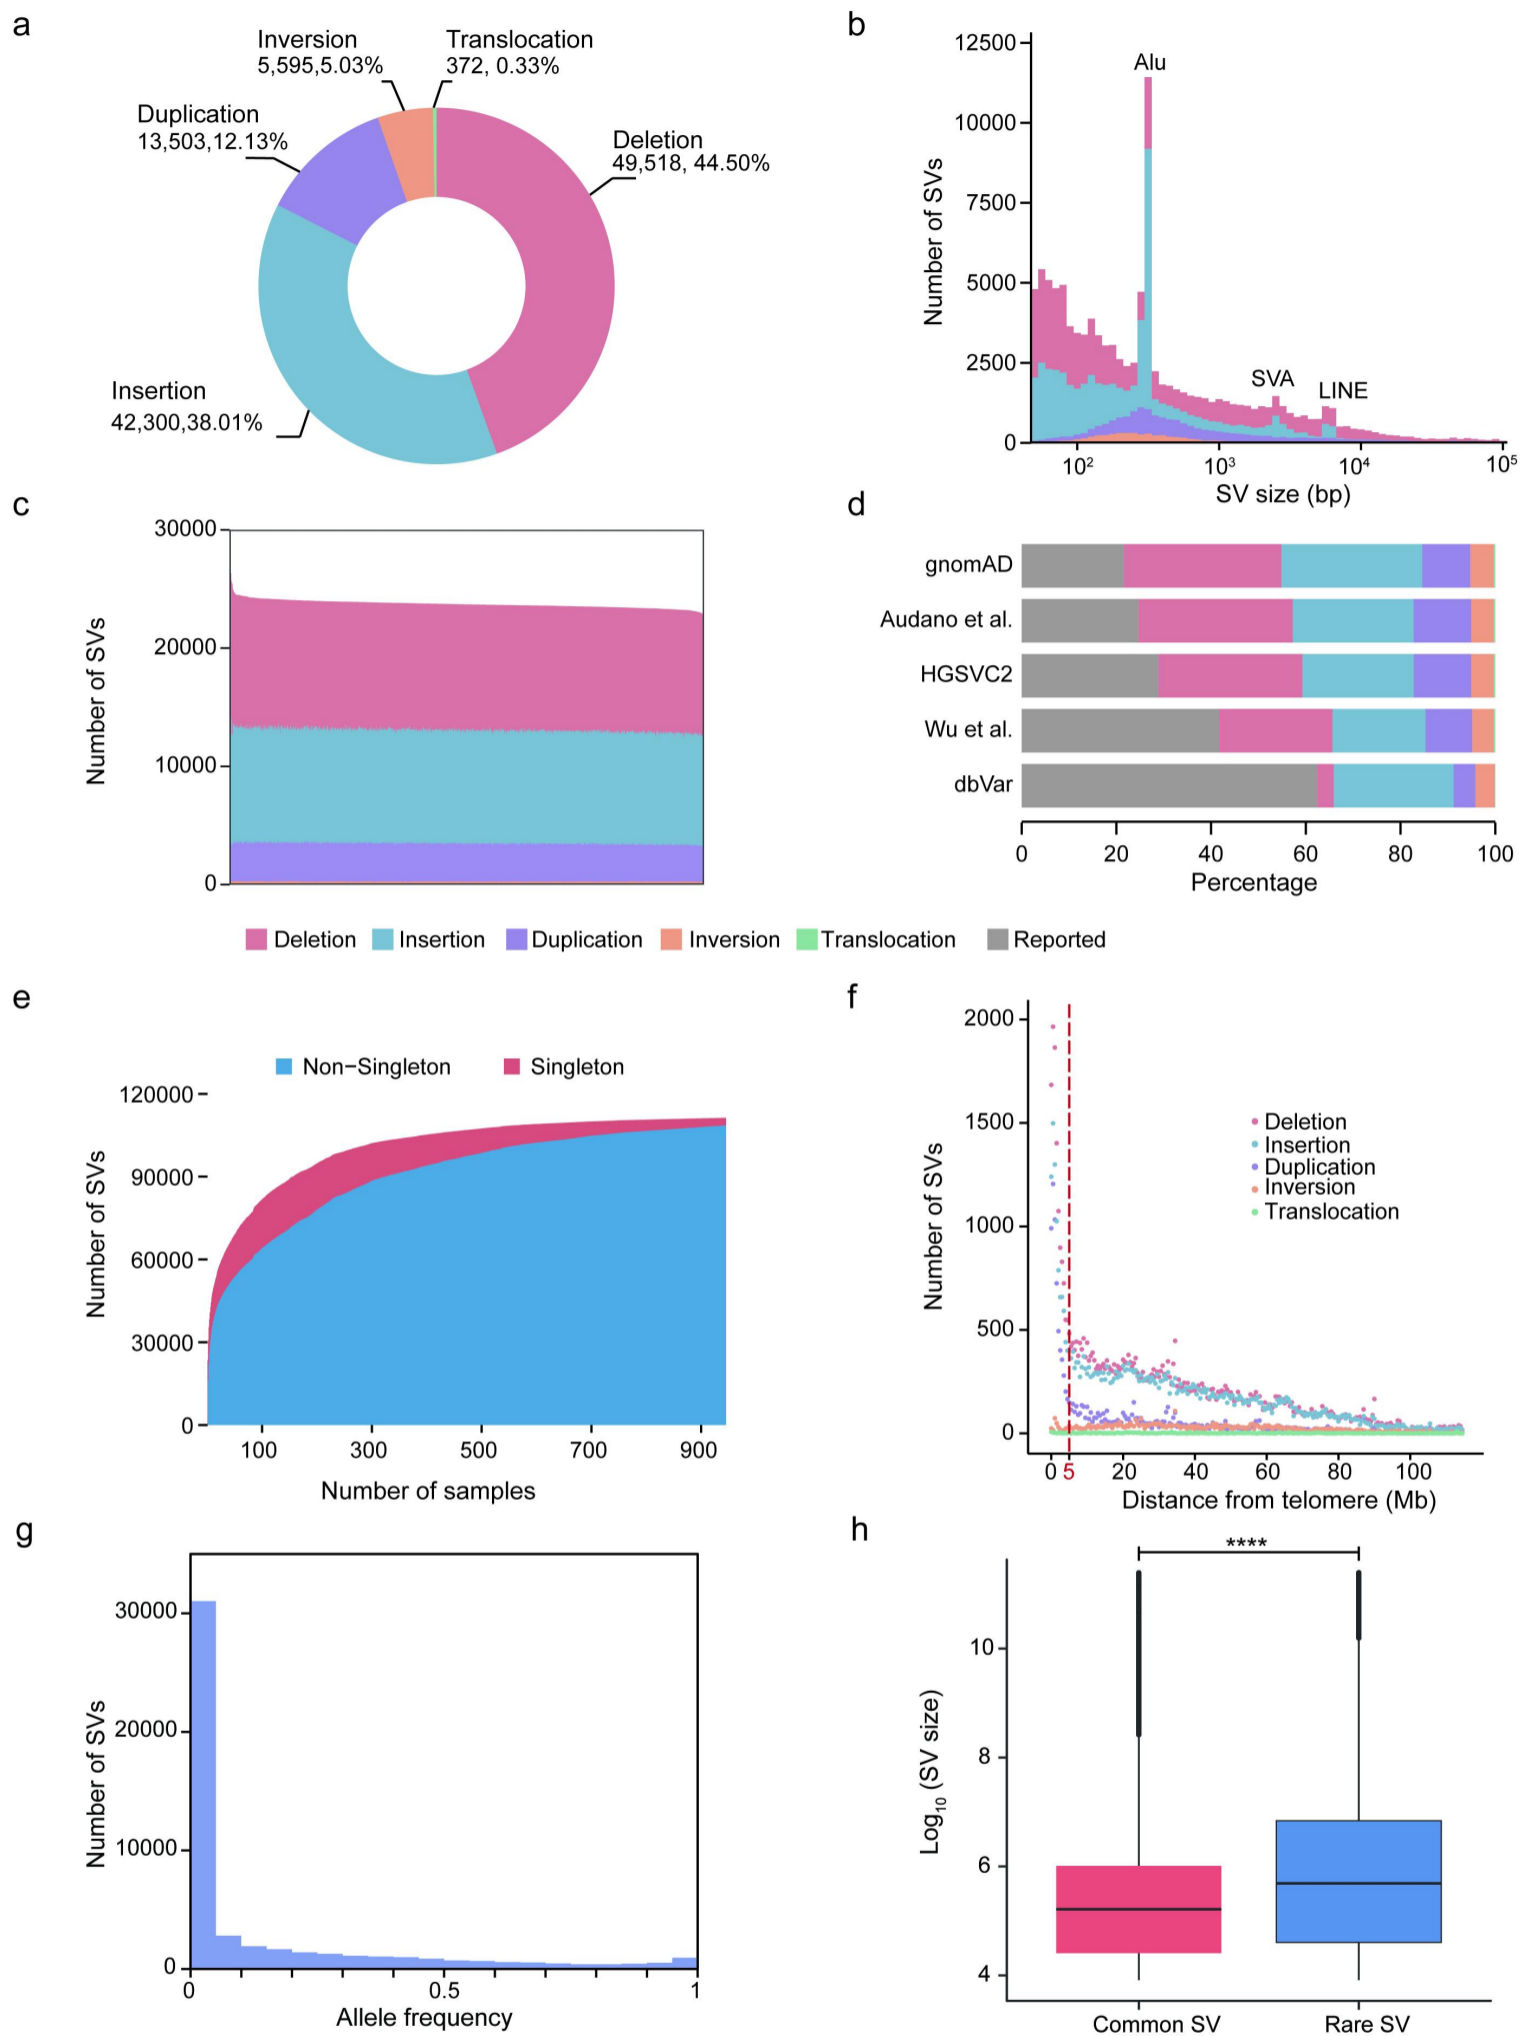 a
Inversion
5,595,5.03%
Translocation
372, 0.33%
Duplication
13,503,12.13%
Deletion
49,518, 44.50%
Insertion
42,300,38.01%
b
12500
10000
7500
5000
2500
0
Number of SVs
Alu
SVA
LINE
10² 10³ 10⁴ 10⁵
SV size (bp)
c
30000
20000
10000
0
Number of SVs
d
gnomAD
Audano et al.
HGSVC2
Wu et al.
dbVar
0 20 40 60 80 100
Percentage
Deletion Insertion Duplication Inversion Translocation Reported
e
Non−Singleton Singleton
120000
90000
60000
30000
0
Number of SVs
100 300 500 700 900
Number of samples
f
2000
1500
1000
500
0
Number of SVs
Deletion
Insertion
Duplication
Inversion
Translocation
0 5 20 40 60 80 100
Distance from telomere (Mb)
g
30000
20000
10000
0
Number of SVs
0 0.5 1
Allele frequency
h
****
10
8
6
4
Log₁₀ (SV size)
Common SV Rare SV